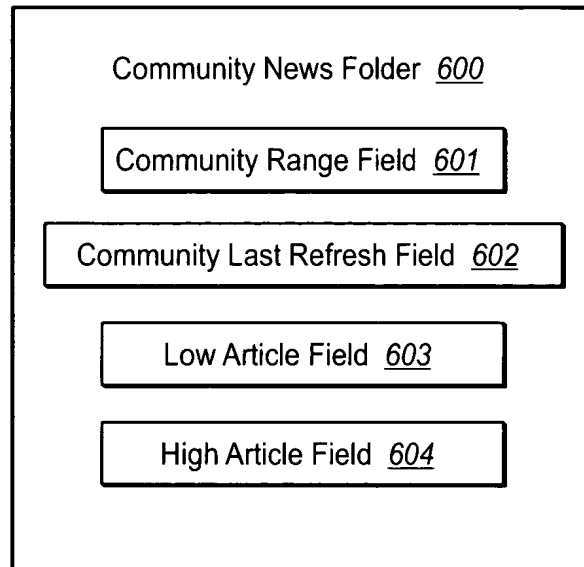 Community News Folder 600
Community Range Field 601
Community Last Refresh Field 602
Low Article Field 603
High Article Field 604